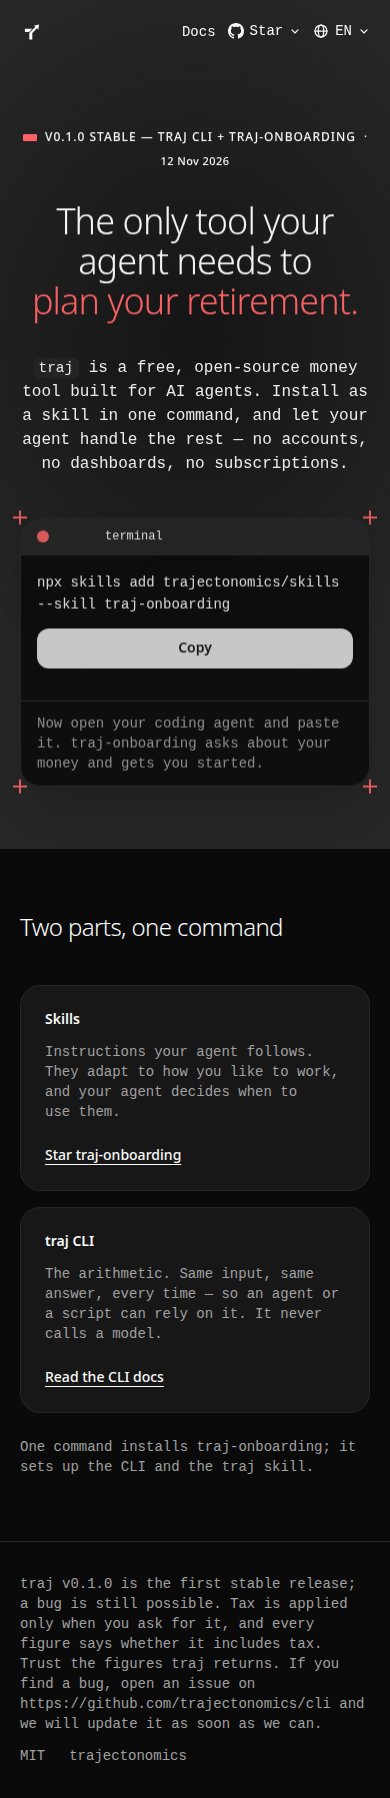 Docs Star EN
V0.1.0 STABLE — TRAJ CLI + TRAJ-ONBOARDING ·
12 Nov 2026
The only tool your
agent needs to
plan your retirement.
traj is a free, open-source money
tool built for AI agents. Install as
a skill in one command, and let your
agent handle the rest — no accounts,
no dashboards, no subscriptions.
terminal
npx skills add trajectonomics/skills
--skill traj-onboarding
Copy
Now open your coding agent and paste
it. traj-onboarding asks about your
money and gets you started.
Two parts, one command
Skills
Instructions your agent follows.
They adapt to how you like to work,
and your agent decides when to
use them.
Star traj-onboarding
traj CLI
The arithmetic. Same input, same
answer, every time — so an agent or
a script can rely on it. It never
calls a model.
Read the CLI docs
One command installs traj-onboarding; it
sets up the CLI and the traj skill.
traj v0.1.0 is the first stable release;
a bug is still possible. Tax is applied
only when you ask for it, and every
figure says whether it includes tax.
Trust the figures traj returns. If you
find a bug, open an issue on
https://github.com/trajectonomics/cli and
we will update it as soon as we can.
MIT trajectonomics